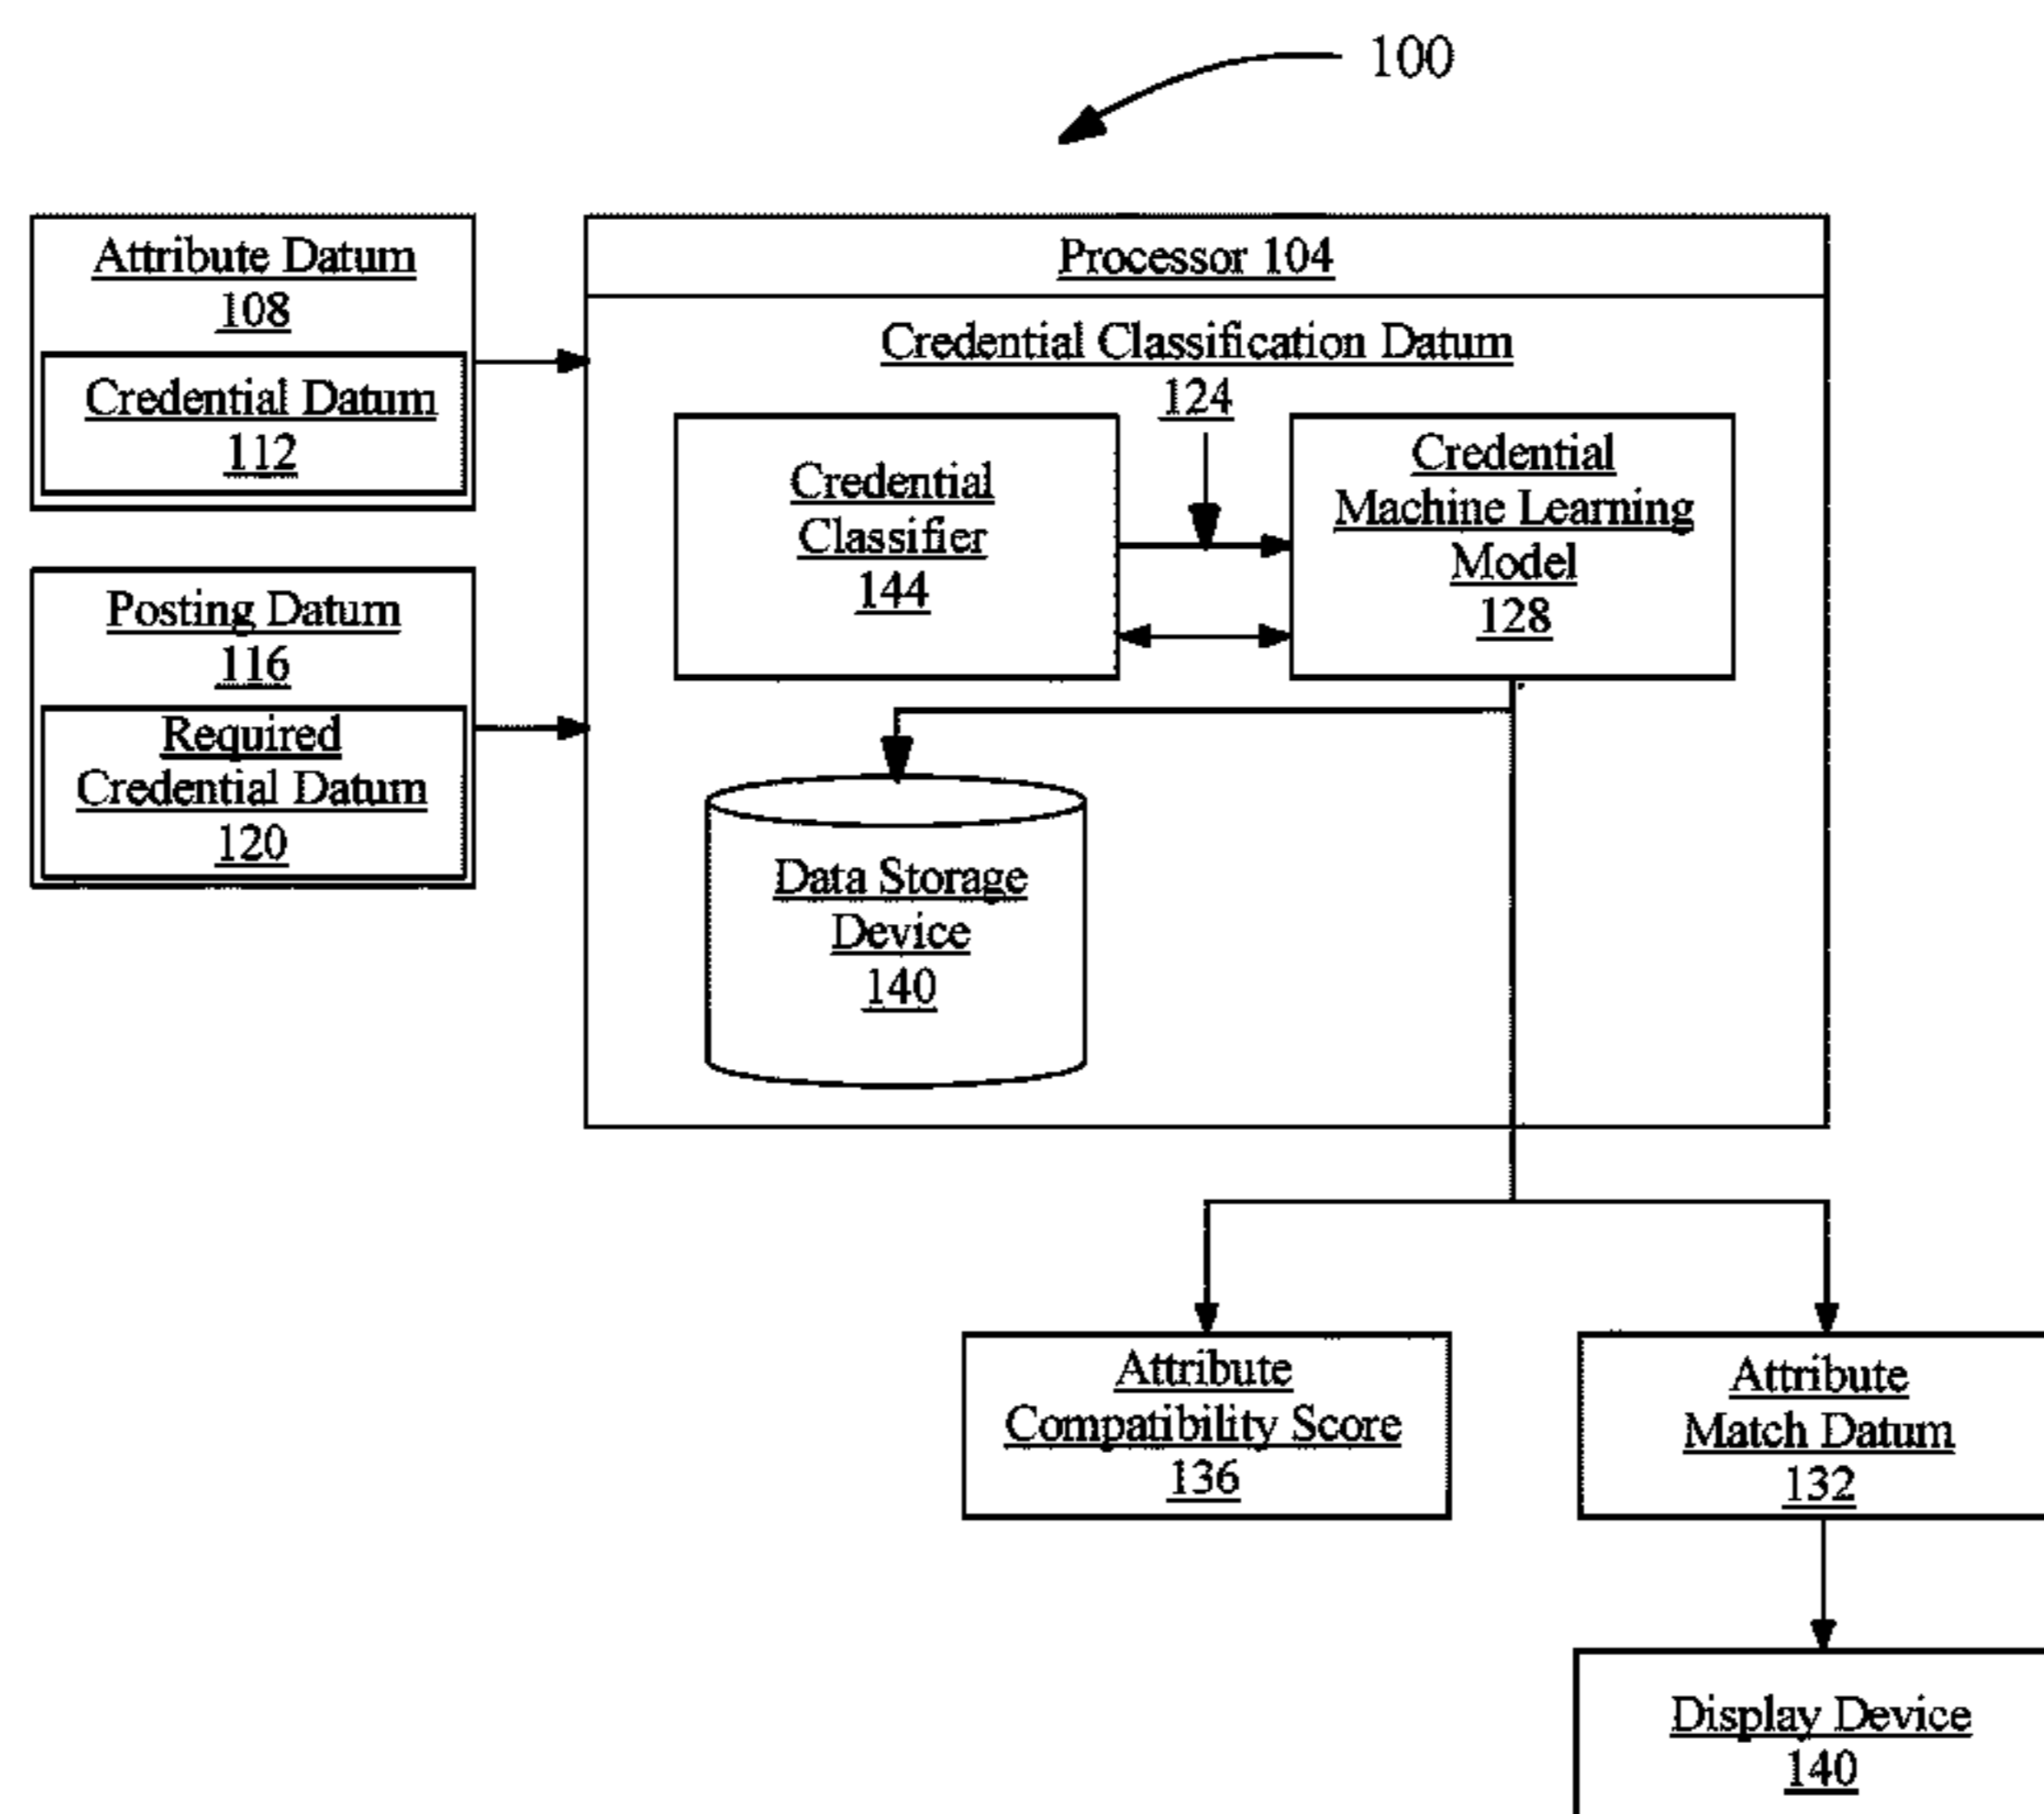 100
Attribute Datum
108
Credential Datum
112
Posting Datum
116
Required
Credential Datum
120
Processor 104
Credential Classification Datum
124
Credential
Classifier
144
Credential
Machine Learning
Model
128
Data Storage
Device
140
Attribute
Compatibility Score
136
Attribute
Match Datum
132
Display Device
140